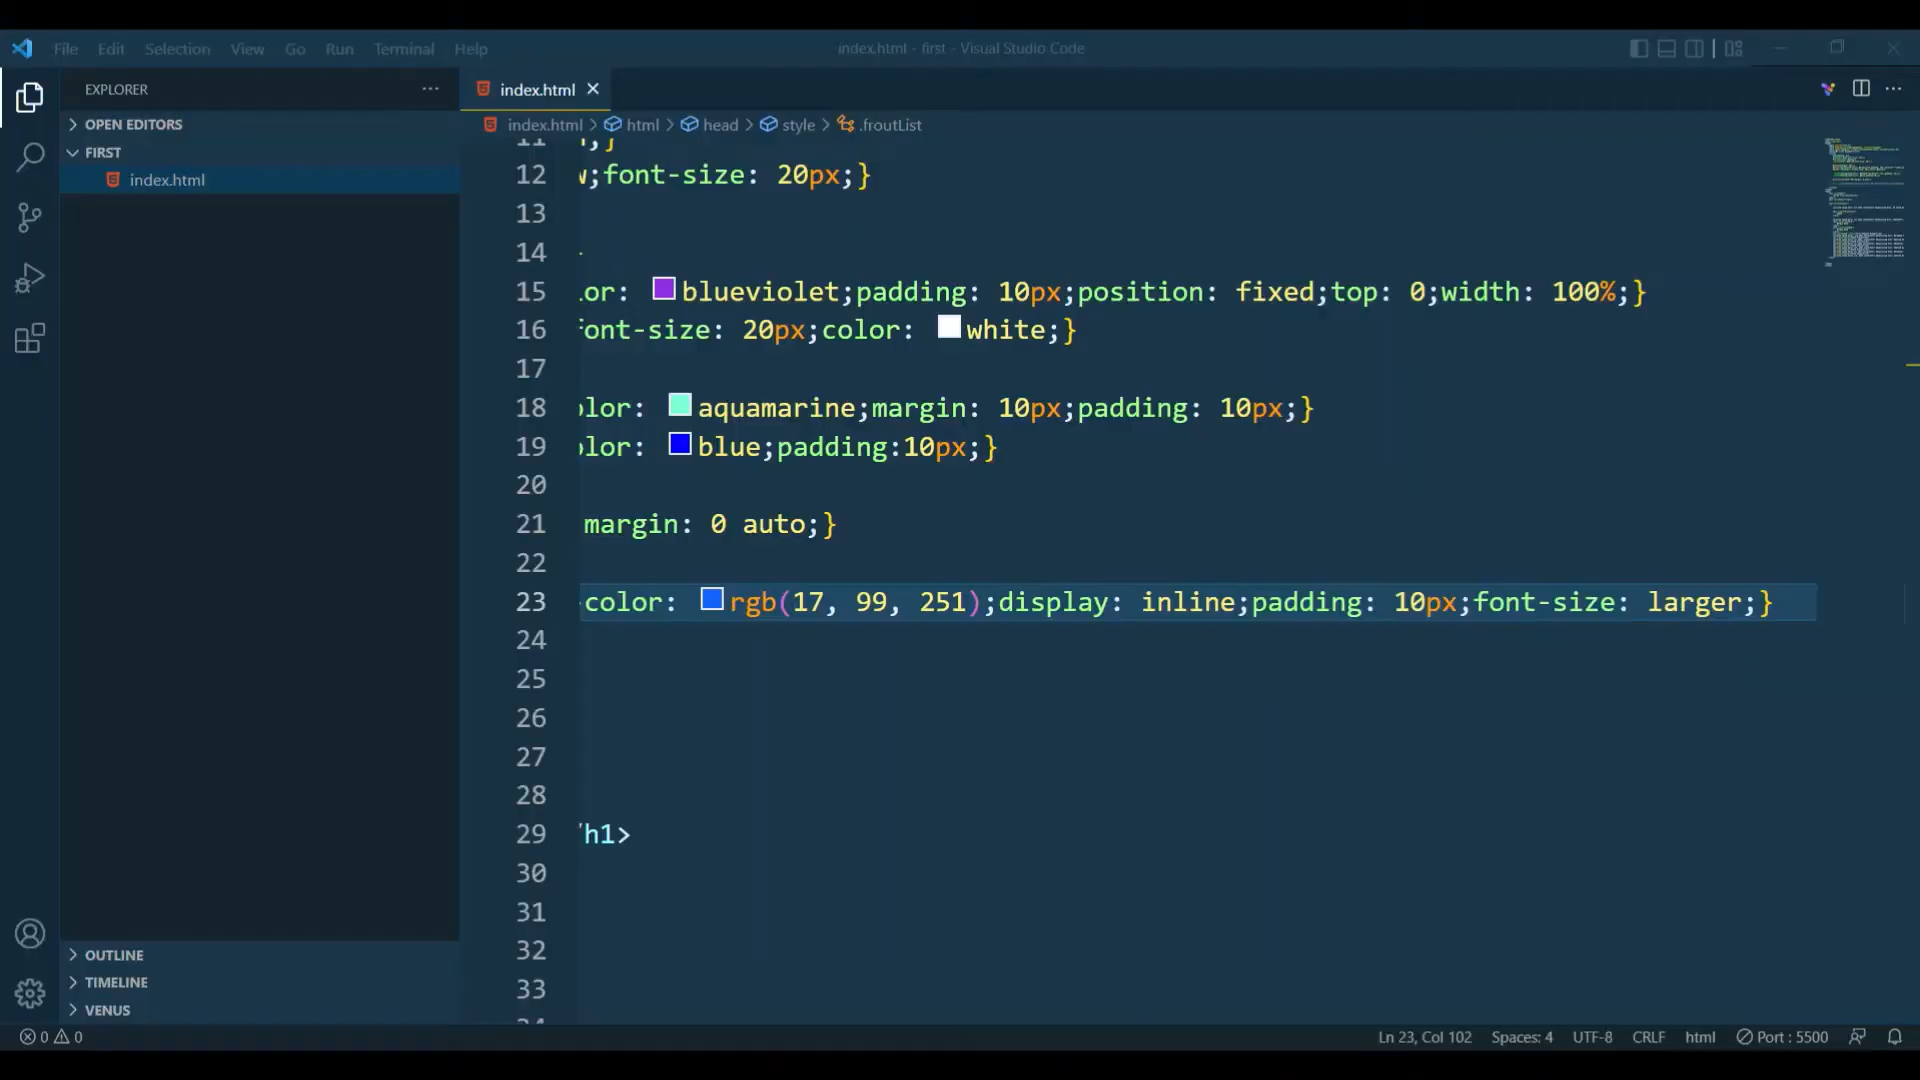 File Edit Selection View Go Run Terminal Help
index.html - first - Visual Studio Code
EXPLORER
index.html
OPEN EDITORS
index.html > html > head > style > .froutList
FIRST
index.html
11 ;}
12 w;font-size: 20px;}
13
14
15 or: blueviolet;padding: 10px;position: fixed;top: 0;width: 100%;}
16 font-size: 20px;color: white;}
17
18 olor: aquamarine;margin: 10px;padding: 10px;}
19 olor: blue;padding:10px;}
20
21 margin: 0 auto;}
22
23 color: rgb(17, 99, 251);display: inline;padding: 10px;font-size: larger;}
24
25
26
27
28
29 /h1>
30
31
32
33
34
OUTLINE
TIMELINE
VENUS
0 0
Ln 23, Col 102 Spaces: 4 UTF-8 CRLF html Port : 5500